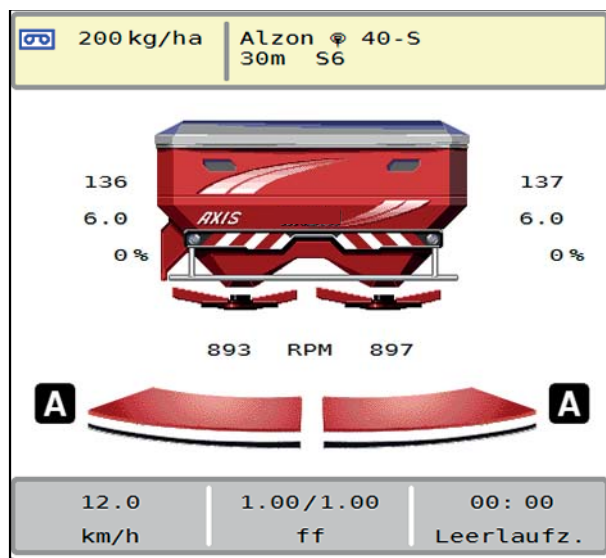 200 kg/ha
Alzon 40-S
30m S6
136
137
6.0
AXIS
6.0
0 %
0 %
893 RPM 897
A
A
12.0
1.00/1.00
00: 00
km/h
ff
Leerlaufz.